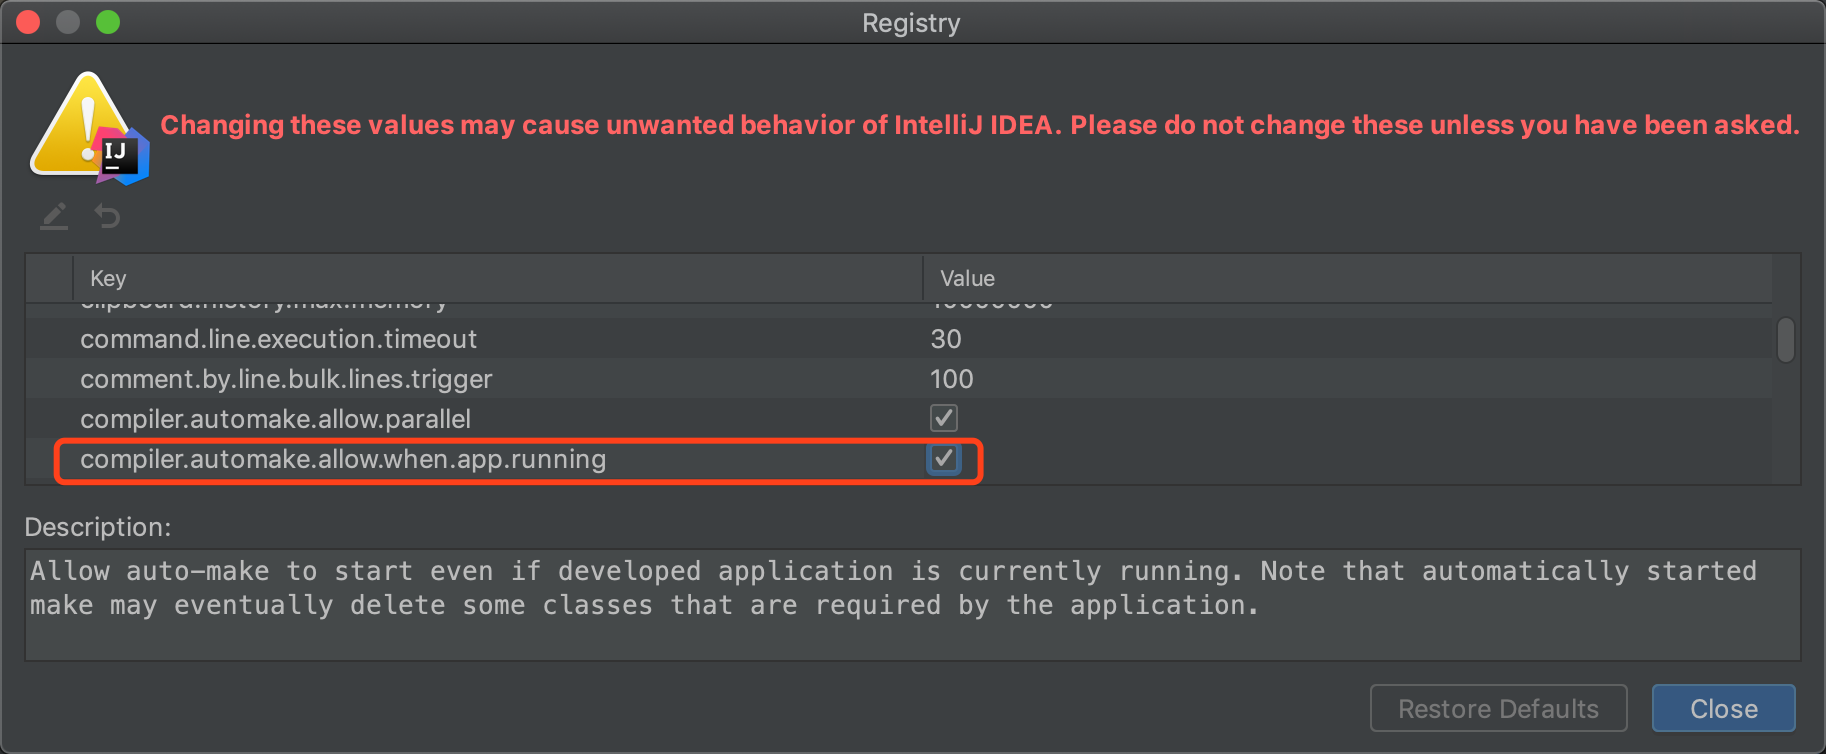 Registry
Changing these values may cause unwanted behavior of IntelliJ IDEA. Please do not change these unless you have been asked.
IJ
Key Value
clipboard.history.max.memory
command.line.execution.timeout 30
comment.by.line.bulk.lines.trigger 100
compiler.automake.allow.parallel
compiler.automake.allow.when.app.running
Description:
Allow auto-make to start even if developed application is currently running. Note that automatically started
make may eventually delete some classes that are required by the application.
Restore Defaults Close